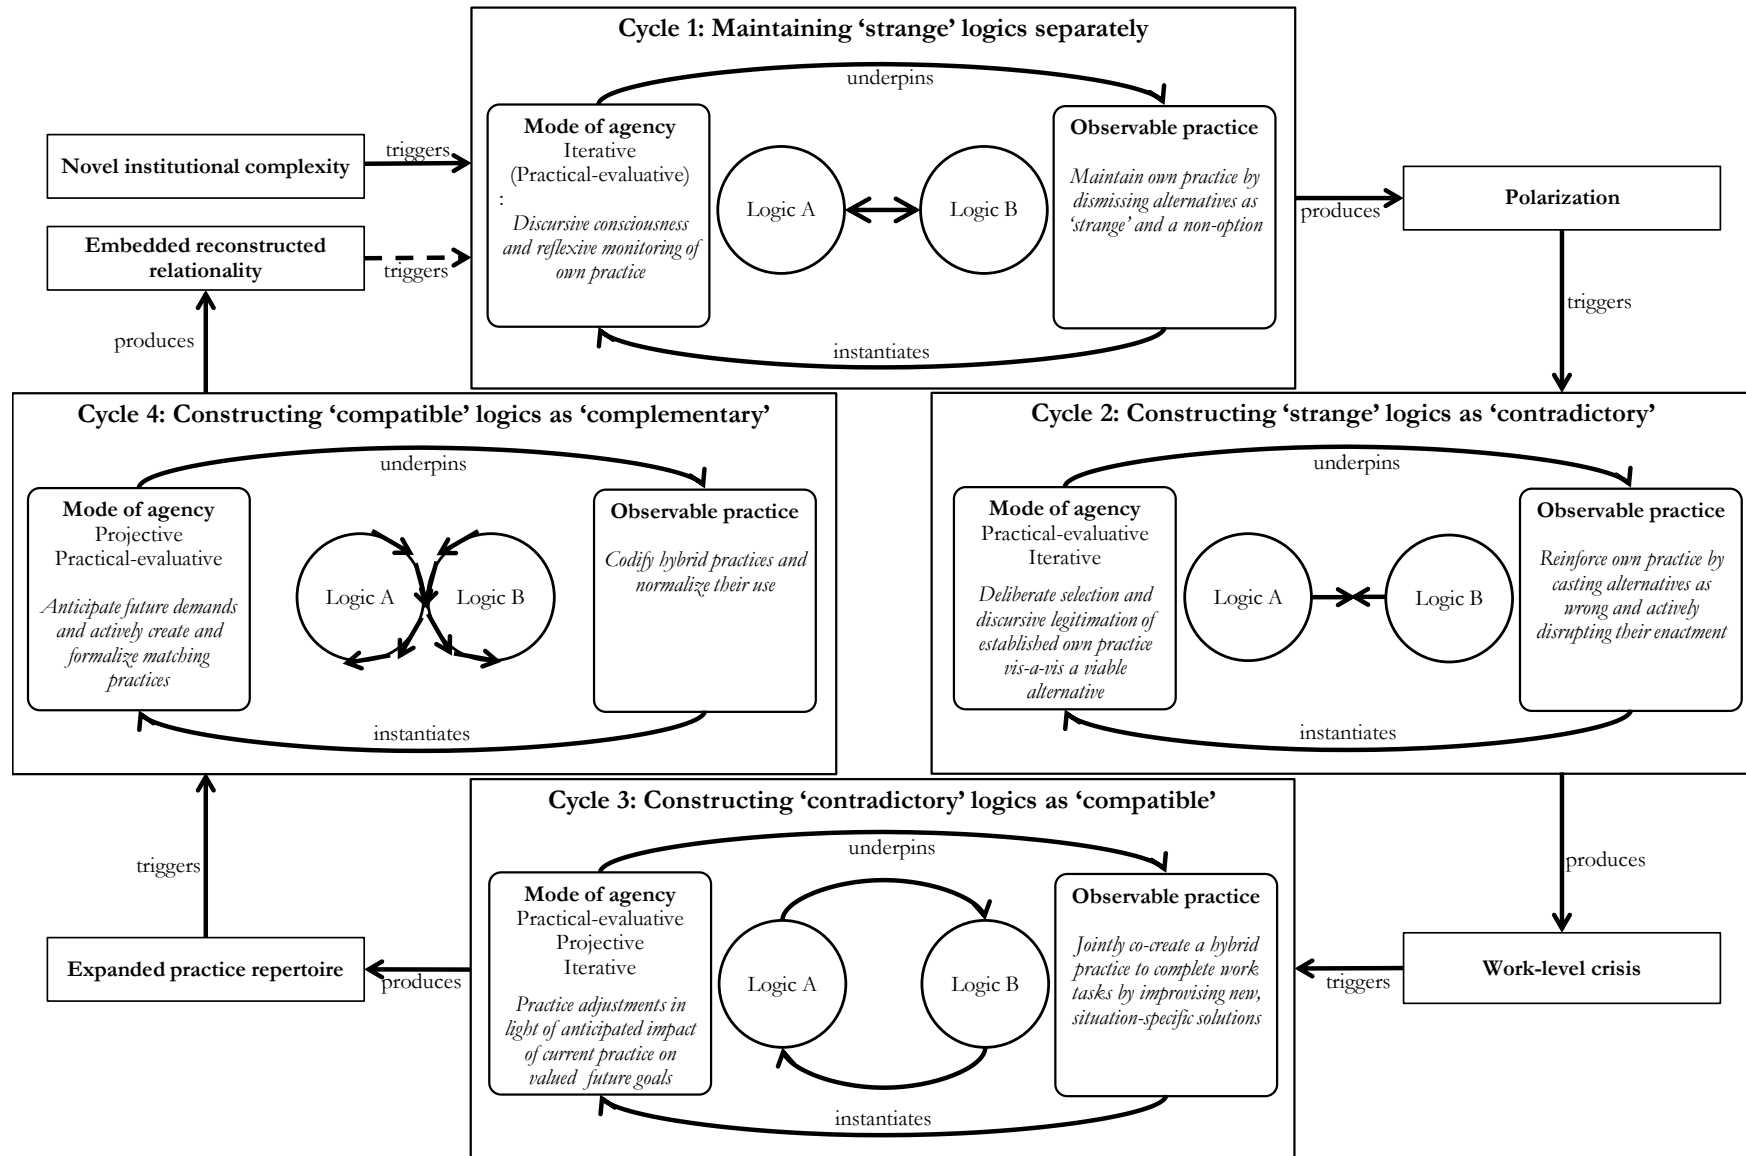 Cycle 1: Maintaining ‘strange’ logics separately
underpins
Mode of agency
Iterative
(Practical-evaluative)
:
Discursive consciousness
and reflexive monitoring of
own practice
Logic A
Logic B
Observable practice
Maintain own practice by
dismissing alternatives as
‘strange’ and a non-option
instantiates
Novel institutional complexity
triggers
Embedded reconstructed
relationality
triggers
produces
produces
Polarization
triggers
Cycle 4: Constructing ‘compatible’ logics as ‘complementary’
underpins
Mode of agency
Projective
Practical-evaluative
Anticipate future demands
and actively create and
formalize matching
practices
Logic A
Logic B
Observable practice
Codify hybrid practices and
normalize their use
instantiates
Cycle 2: Constructing ‘strange’ logics as ‘contradictory’
underpins
Mode of agency
Practical-evaluative
Iterative
Deliberate selection and
discursive legitimation of
established own practice
vis-a-vis a viable
alternative
Logic A
Logic B
Observable practice
Reinforce own practice by
casting alternatives as
wrong and actively
disrupting their enactment
instantiates
triggers
produces
Cycle 3: Constructing ‘contradictory’ logics as ‘compatible’
underpins
Mode of agency
Practical-evaluative
Projective
Iterative
Practice adjustments in
light of anticipated impact
of current practice on
valued future goals
Logic A
Logic B
Observable practice
Jointly co-create a hybrid
practice to complete work
tasks by improvising new,
situation-specific solutions
instantiates
Expanded practice repertoire
produces
triggers
Work-level crisis